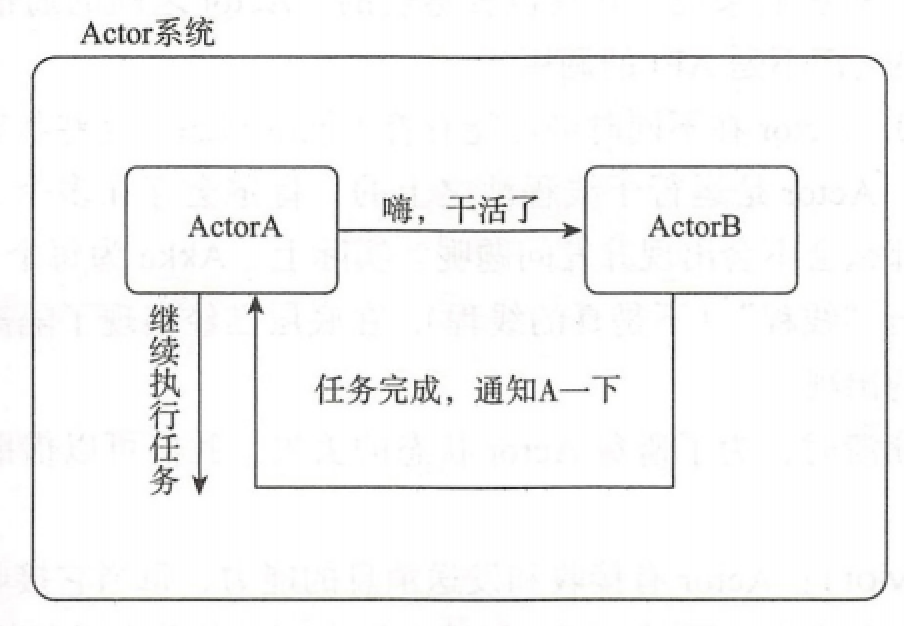 Actor系统
ActorA
嗨，干活了
ActorB
继续执行任务
任务完成，通知A一下